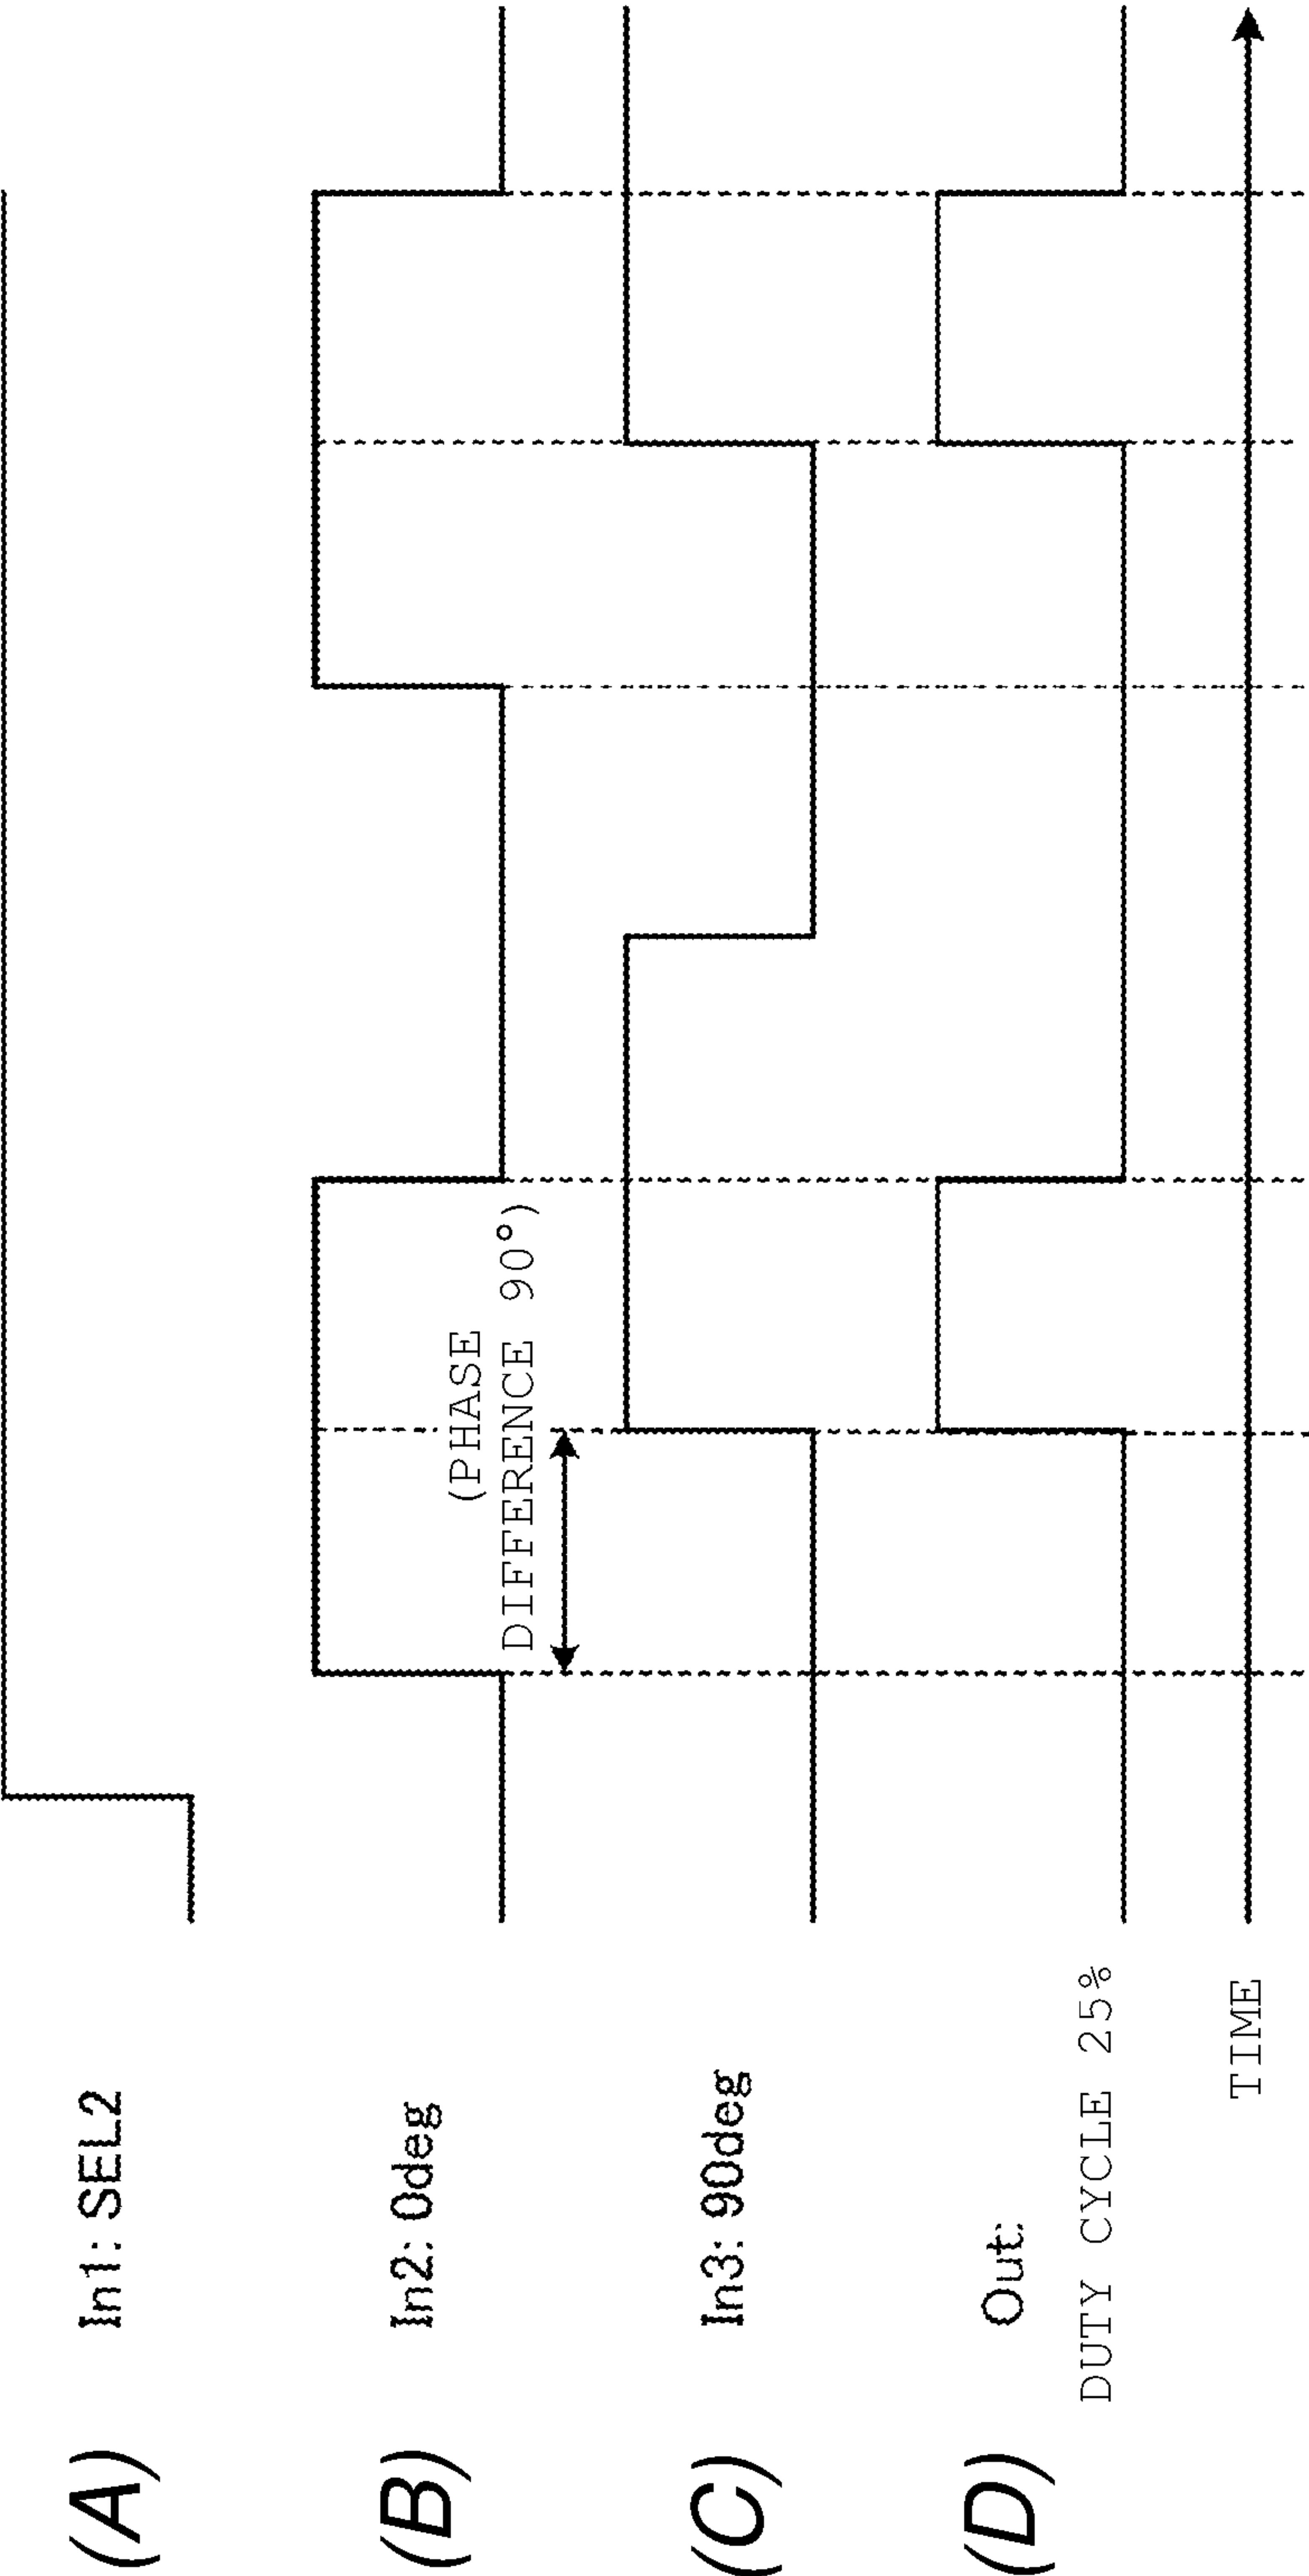 (A) In1: SEL2
(B) In2: 0deg
(PHASE
DIFFERENCE 90°)
(C) In3: 90deg
(D) Out:
DUTY CYCLE 25%
TIME